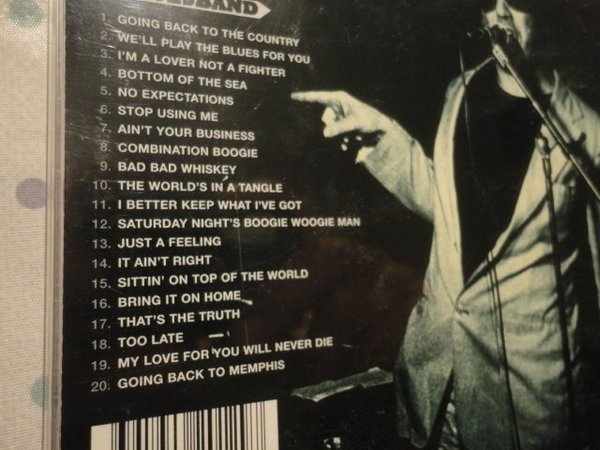 1. GOING BACK TO THE COUNTRY
2. WE'LL PLAY THE BLUES FOR YOU
3. I'M A LOVER NOT A FIGHTER
4. BOTTOM OF THE SEA
5. NO EXPECTATIONS
6. STOP USING ME
7. AIN'T YOUR BUSINESS
8. COMBINATION BOOGIE
9. BAD BAD WHISKEY
10. THE WORLD'S IN A TANGLE
11. I BETTER KEEP WHAT I'VE GOT
12. SATURDAY NIGHT'S BOOGIE WOOGIE MAN
13. JUST A FEELING
14. IT AIN'T RIGHT
15. SITTIN' ON TOP OF THE WORLD
16. BRING IT ON HOME
17. THAT'S THE TRUTH
18. TOO LATE
19. MY LOVE FOR YOU WILL NEVER DIE
20. GOING BACK TO MEMPHIS